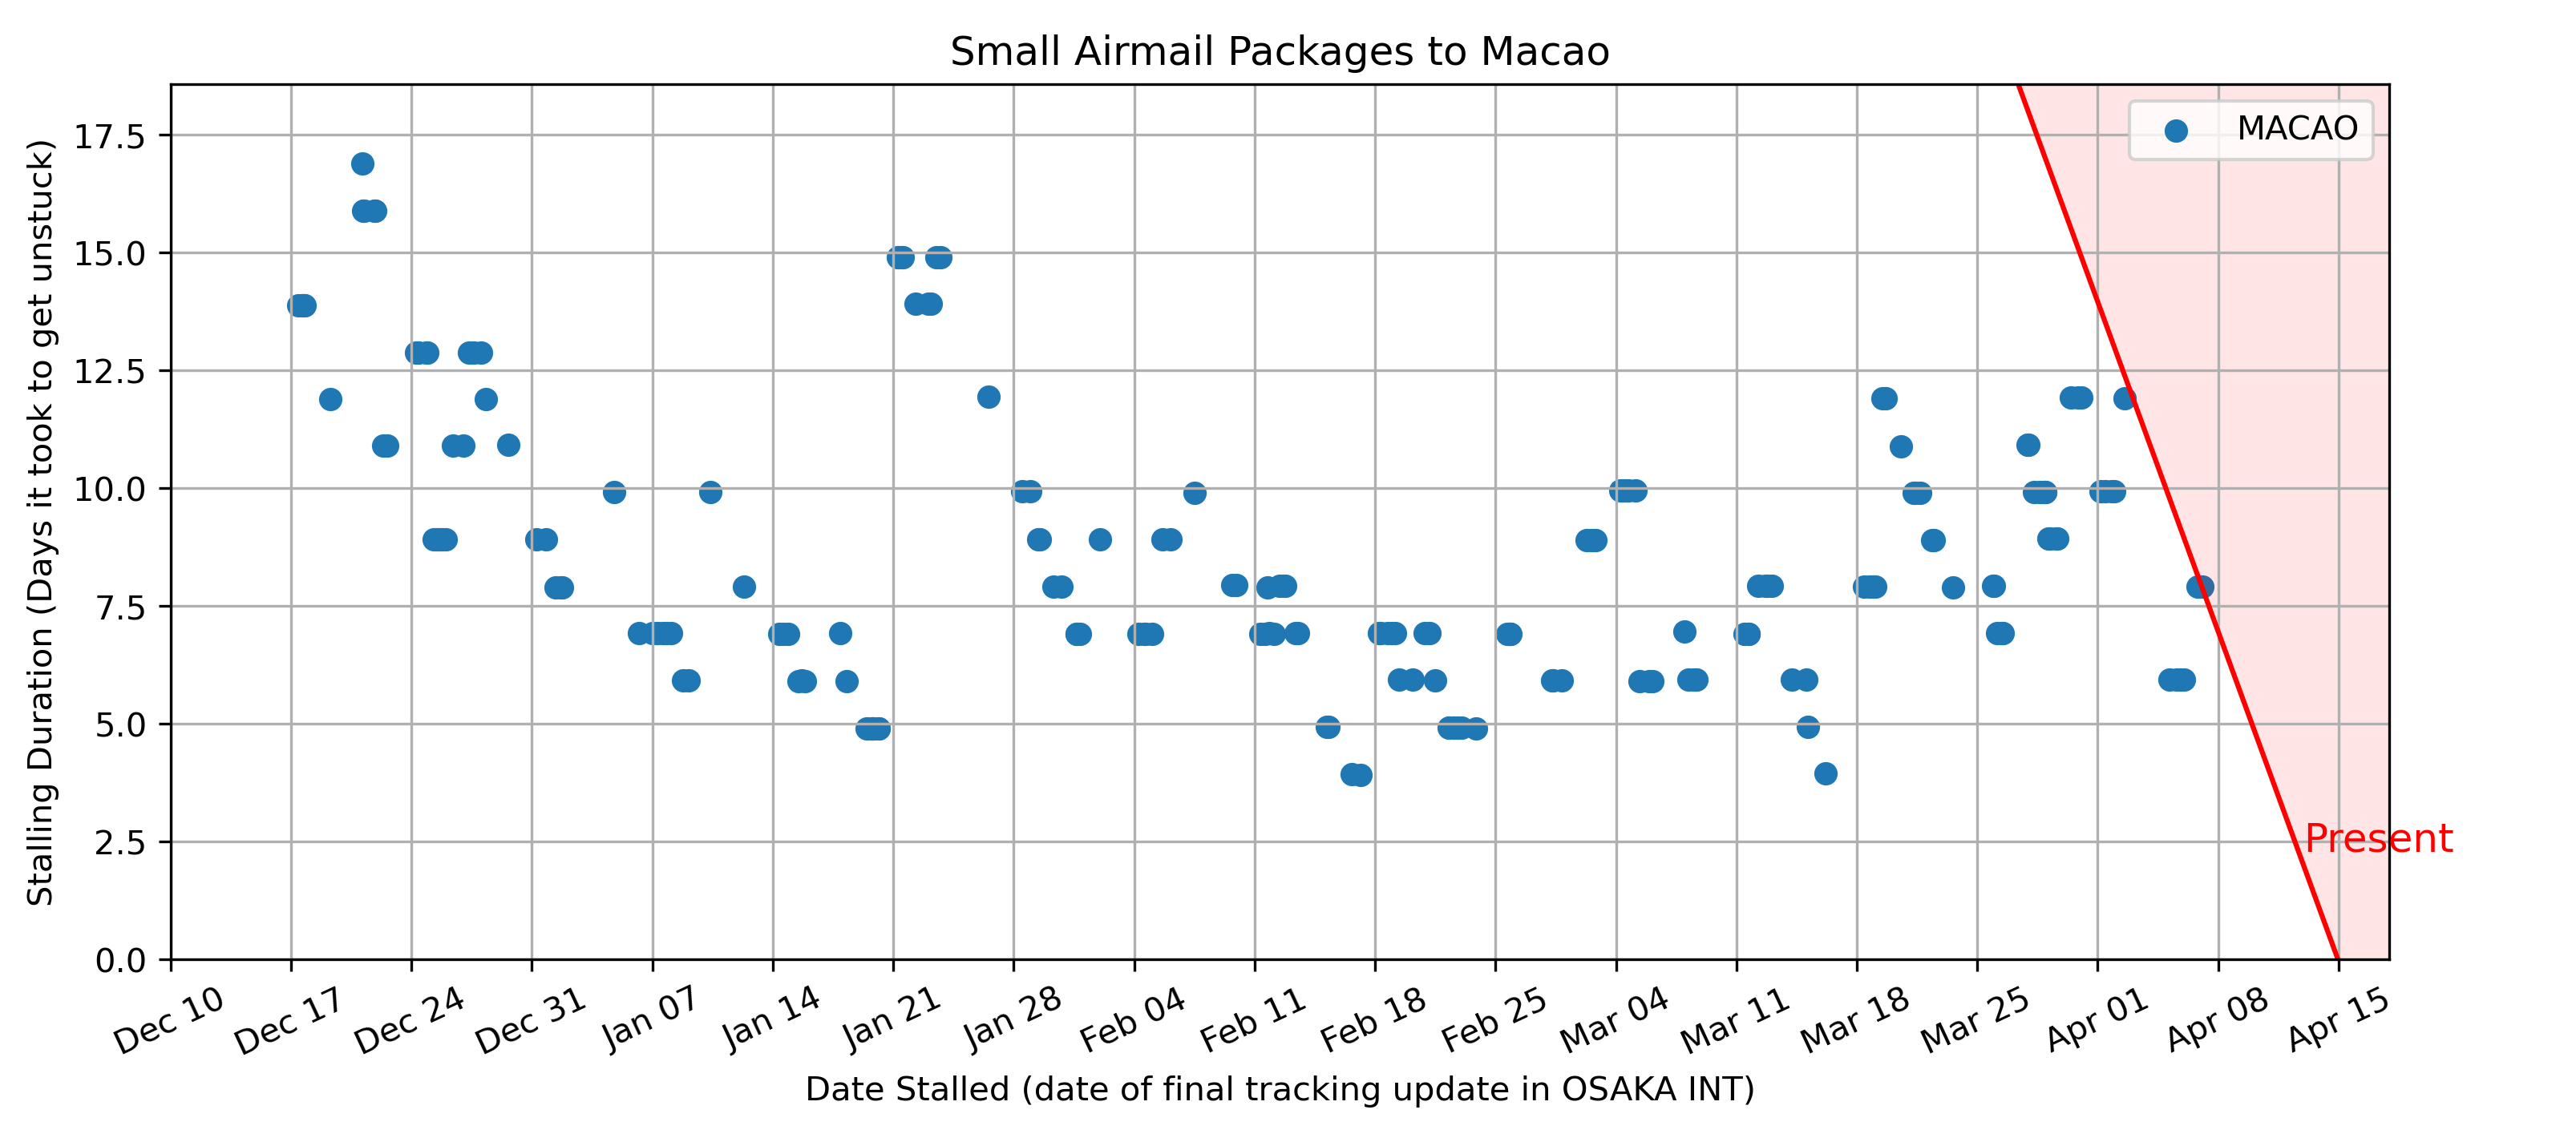 Small Airmail Packages to Macao
MACAO
Stalling Duration (Days it took to get unstuck)
17.5
15.0
12.5
10.0
7.5
5.0
2.5
0.0
Present
Dec 10 Dec 17 Dec 24 Dec 31 Jan 07 Jan 14 Jan 21 Jan 28 Feb 04 Feb 11 Feb 18 Feb 25 Mar 04 Mar 11 Mar 18 Mar 25 Apr 01 Apr 08 Apr 15
Date Stalled (date of final tracking update in OSAKA INT)